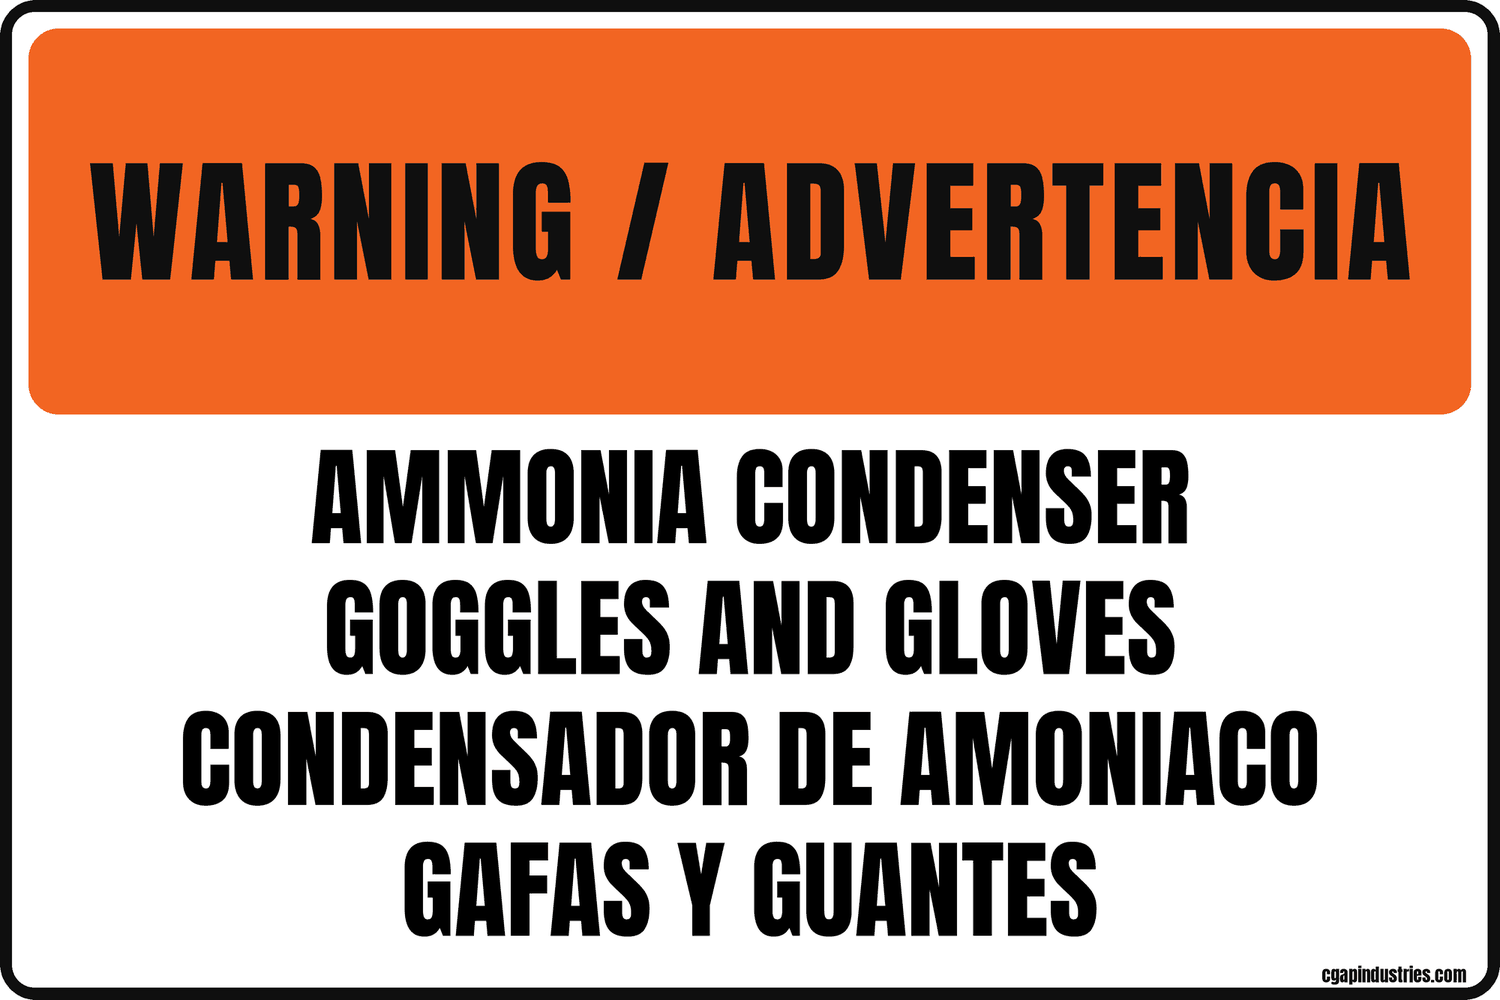 WARNING / ADVERTENCIA
AMMONIA CONDENSER
GOGGLES AND GLOVES
CONDENSADOR DE AMONIACO
GAFAS Y GUANTES
cgapindustries.com